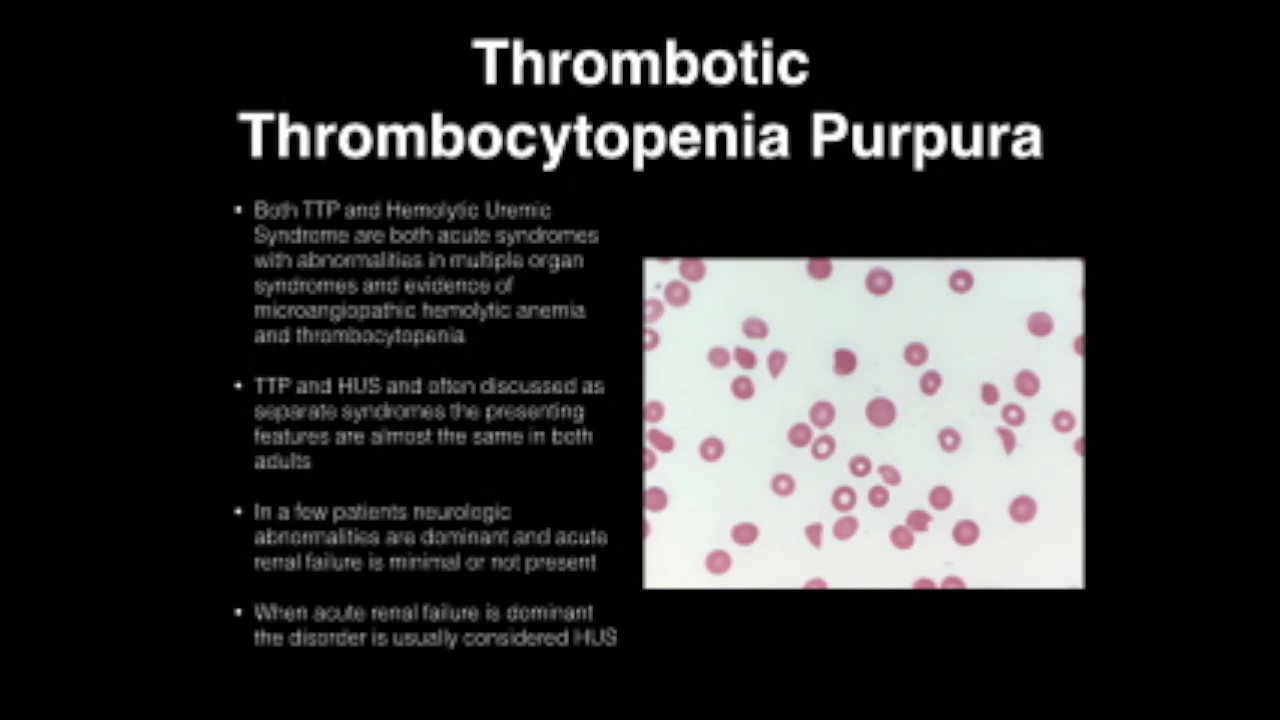 Thrombotic
Thrombocytopenia Purpura
• Both TTP and Hemolytic Uremic
Syndrome are both acute syndromes
with abnormalities in multiple organ
syndromes and evidence of
microangiopathic hemolytic anemia
and thrombocytopenia
• TTP and HUS and often discussed as
separate syndromes the presenting
features are almost the same in both
adults
• In a few patients neurologic
abnormalities are dominant and acute
renal failure is minimal or not present
• When acute renal failure is dominant
the disorder is usually considered HUS